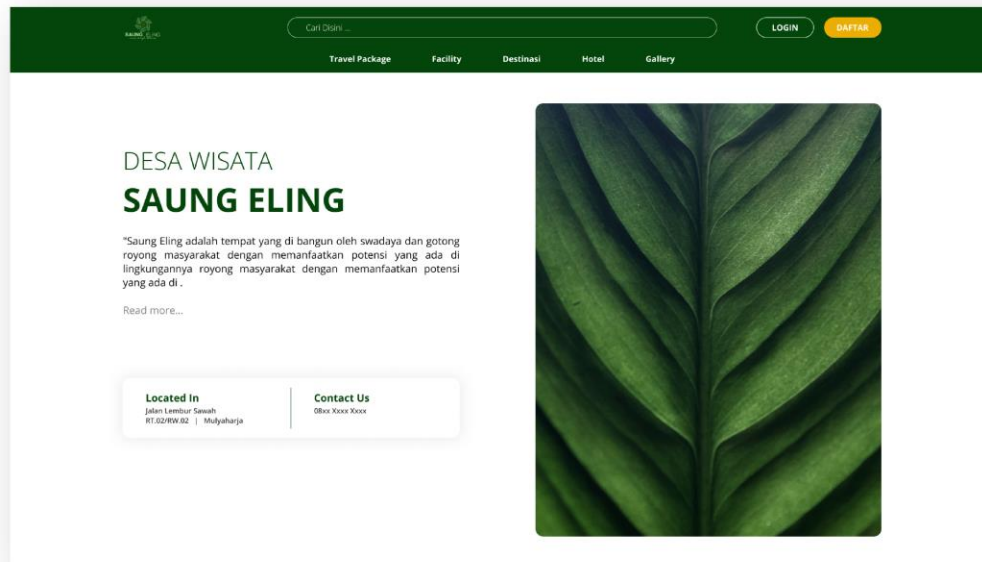 SAUNG ELING
Cari Disini ...
LOGIN
DAFTAR
Travel Package Facility Destinasi Hotel Gallery
DESA WISATA
SAUNG ELING
"Saung Eling adalah tempat yang di bangun oleh swadaya dan gotong
royong masyarakat dengan memanfaatkan potensi yang ada di
lingkungannya royong masyarakat dengan memanfaatkan potensi
yang ada di .
Read more...
Located In
Jalan Lembur Sawah
RT.02/RW.02 | Mulyaharja
Contact Us
08xx Xxxx Xxxx